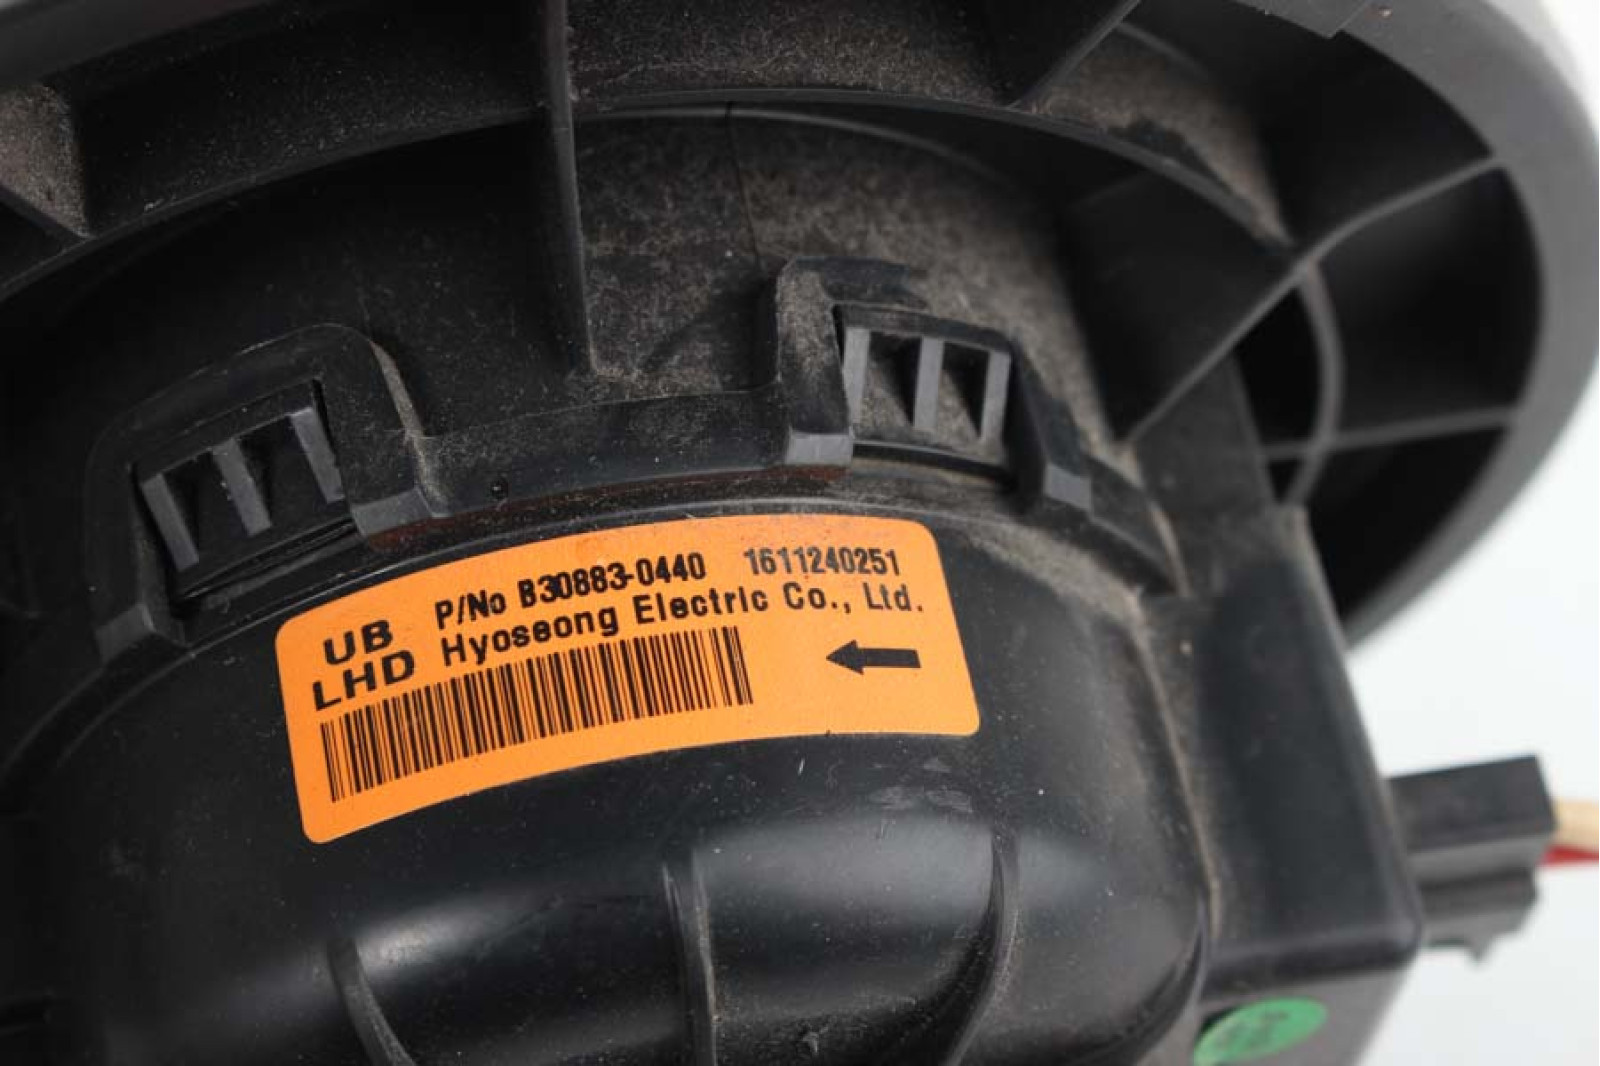 UB P/No B30883-0440 1611240251
LHD Hyoseong Electric Co., Ltd.